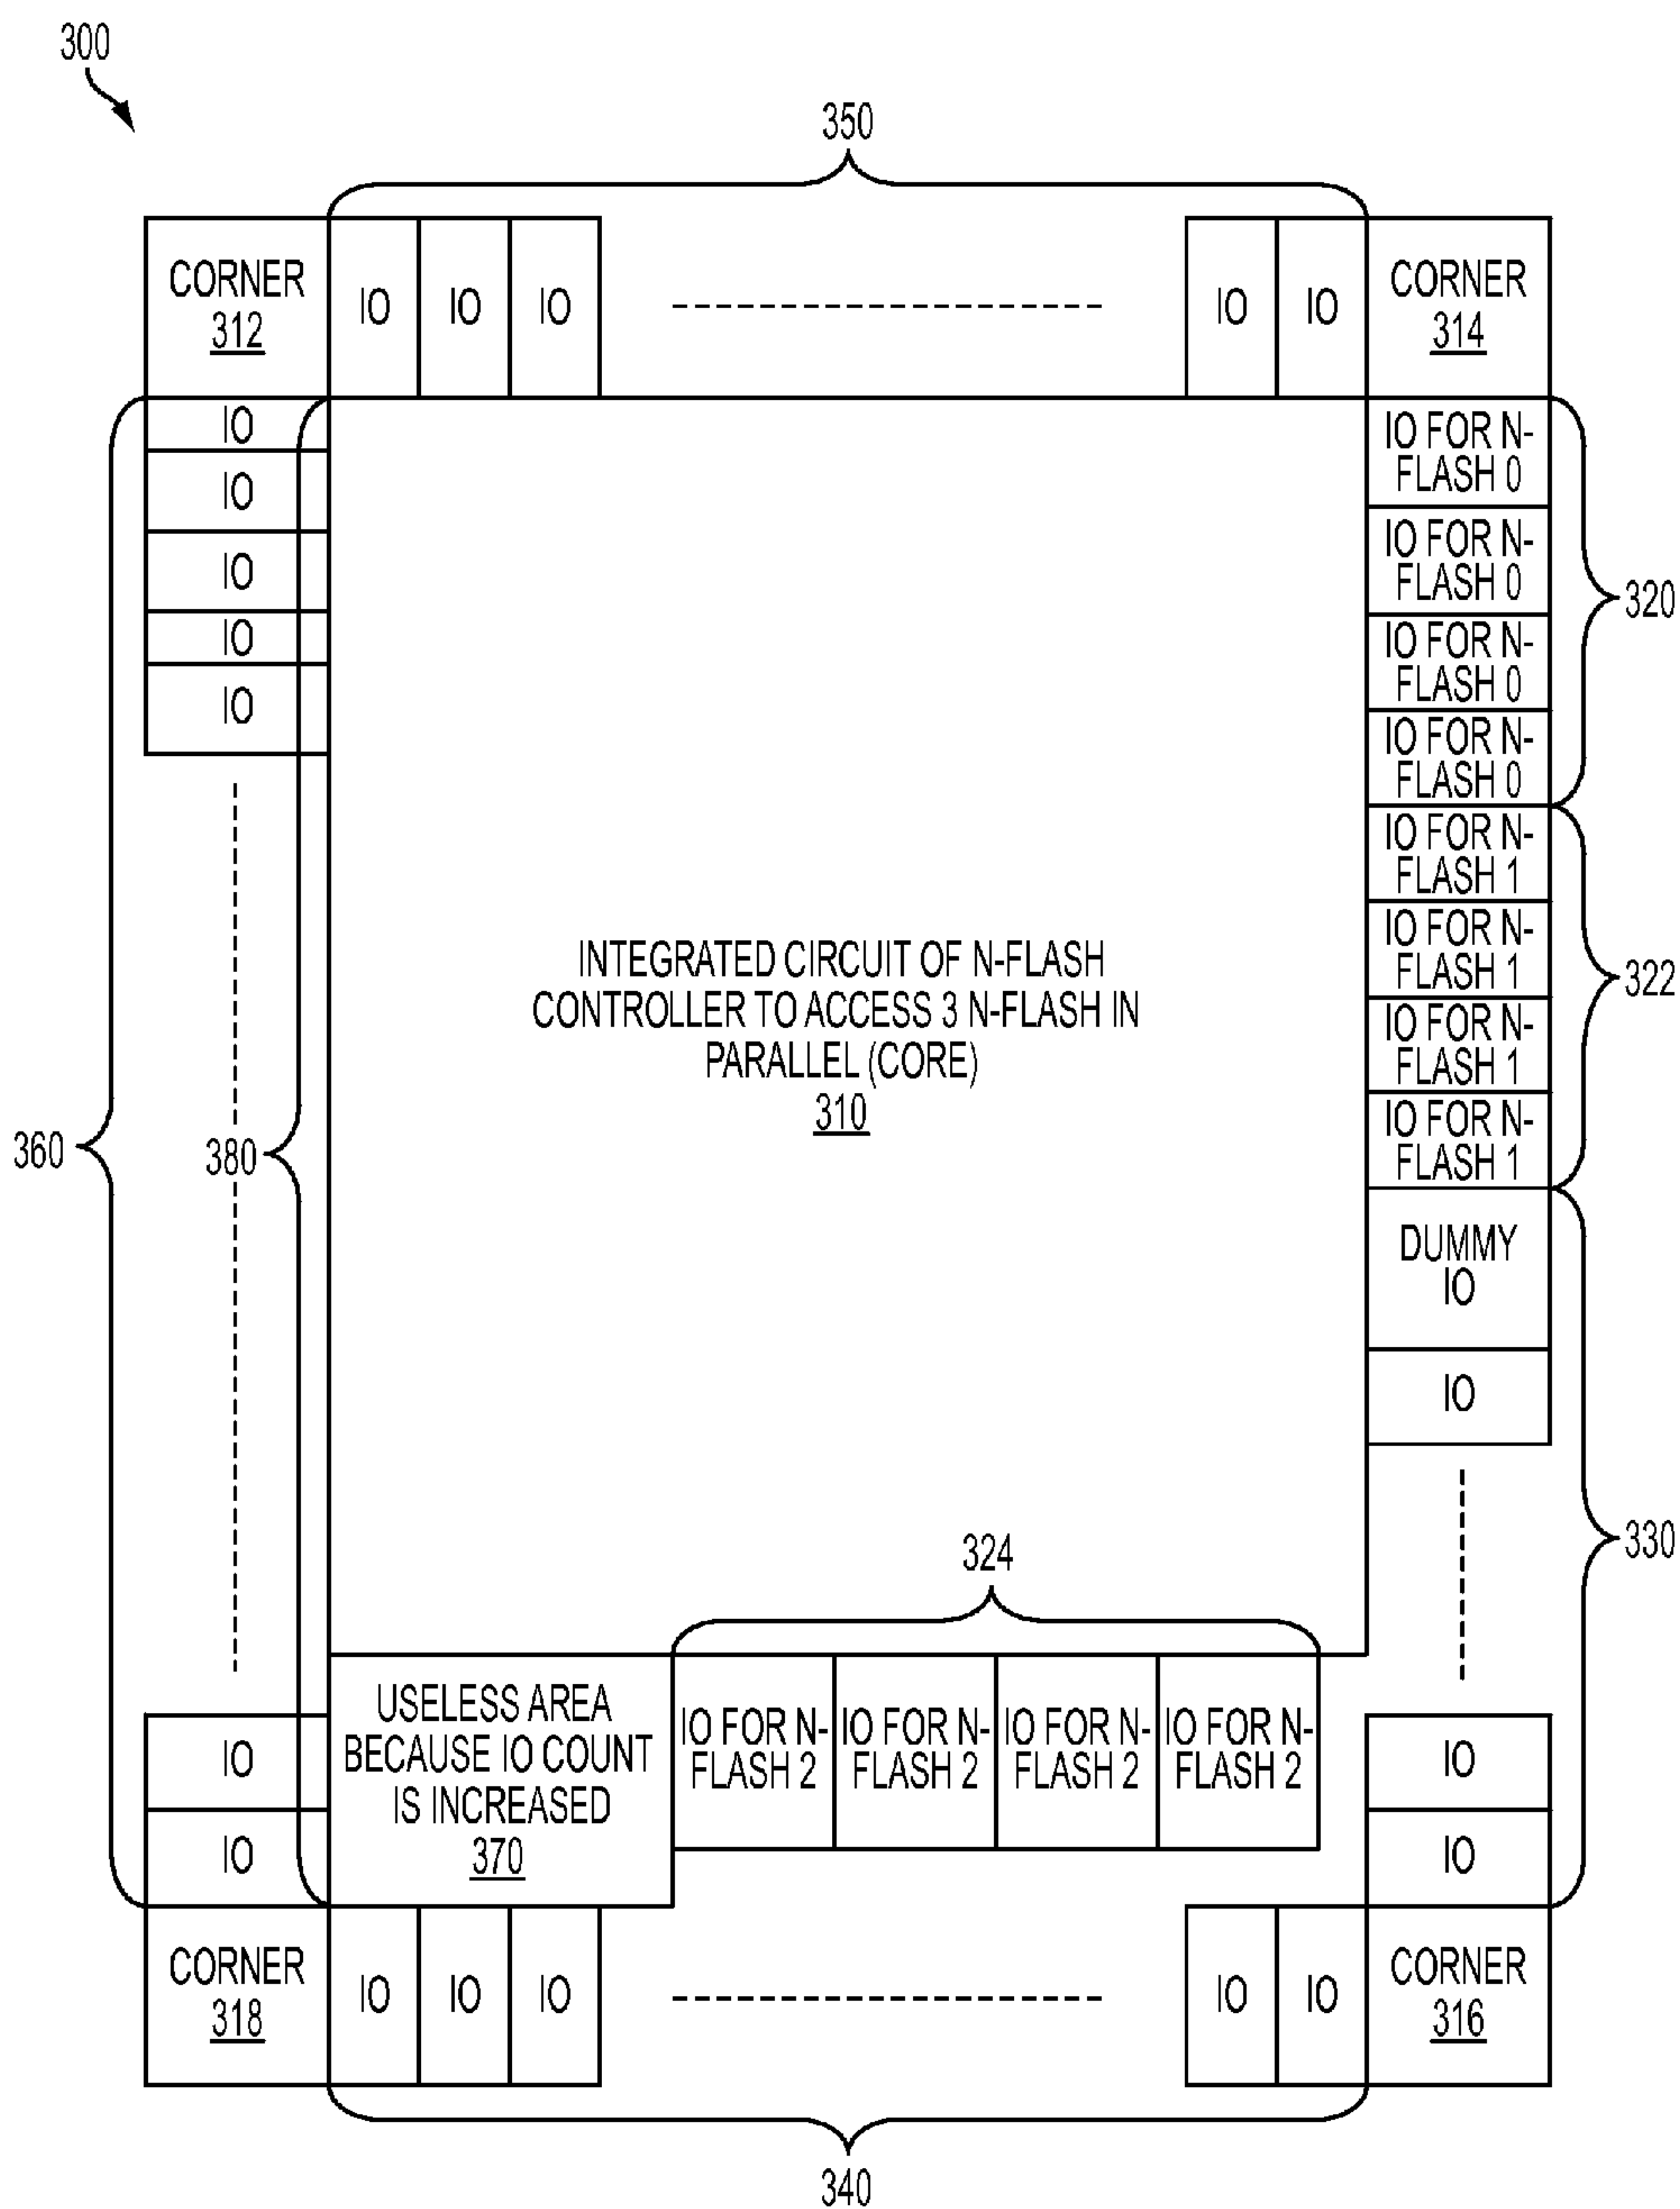 300
350
CORNER
312
IO
IO
IO
IO
IO
CORNER
314
IO
IO
IO
IO
IO
IO FOR N-
FLASH 0
IO FOR N-
FLASH 0
IO FOR N-
FLASH 0
IO FOR N-
FLASH 0
320
IO FOR N-
FLASH 1
IO FOR N-
FLASH 1
IO FOR N-
FLASH 1
IO FOR N-
FLASH 1
322
INTEGRATED CIRCUIT OF N-FLASH
CONTROLLER TO ACCESS 3 N-FLASH IN
PARALLEL (CORE)
310
360
380
DUMMY
IO
IO
330
324
USELESS AREA
BECAUSE IO COUNT
IS INCREASED
370
IO FOR N-
FLASH 2
IO FOR N-
FLASH 2
IO FOR N-
FLASH 2
IO FOR N-
FLASH 2
IO
IO
IO
IO
CORNER
318
IO
IO
IO
IO
IO
CORNER
316
340